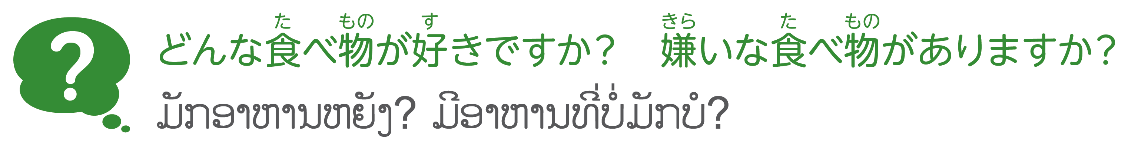 どんな食べ物が好きですか？　嫌いな食べ物がありますか？
ມັກອາຫານຫຍັງ? ມີອາຫານທີ່ບໍ່ມັກບໍ?